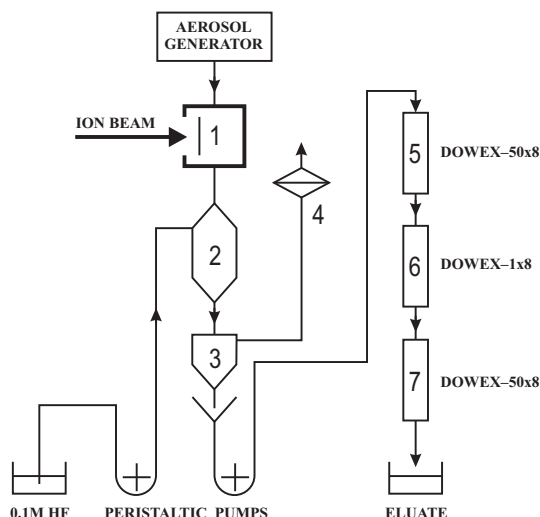 AEROSOL
GENERATOR
ION BEAM
1
2
3
4
5
DOWEX–50x8
6
DOWEX–1x8
7
DOWEX–50x8
0.1M HF
PERISTALTIC PUMPS
ELUATE